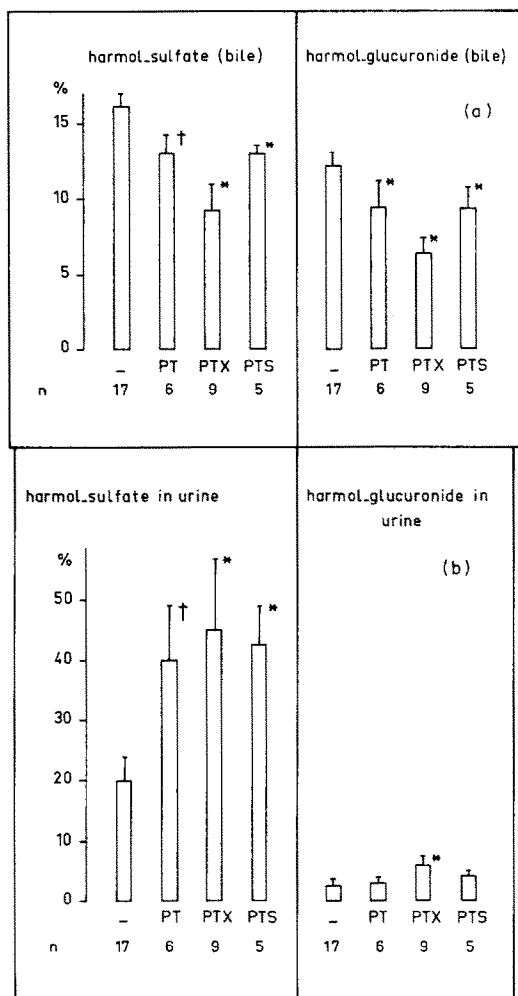 harmol_sulfate (bile)
%
15
10
5
0
†
*
*
– PT PTX PTS
n 17 6 9 5
harmol_glucuronide (bile)
(a)
*
*
*
– PT PTX PTS
17 6 9 5
harmol_sulfate in urine
%
50
40
30
20
10
0
†
*
*
– PT PTX PTS
n 17 6 9 5
harmol_glucuronide in
urine
(b)
*
– PT PTX PTS
17 6 9 5